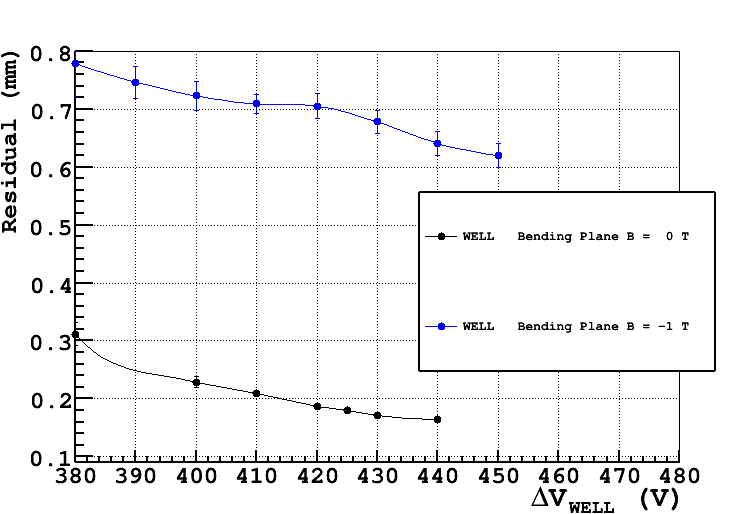 Residual (mm)
0.8
0.7
0.6
0.5
0.4
0.3
0.2
0.1
WELL Bending Plane B = 0 T
WELL Bending Plane B = -1 T
380 390 400 410 420 430 440 450 460 470 480
ΔV_WELL (V)